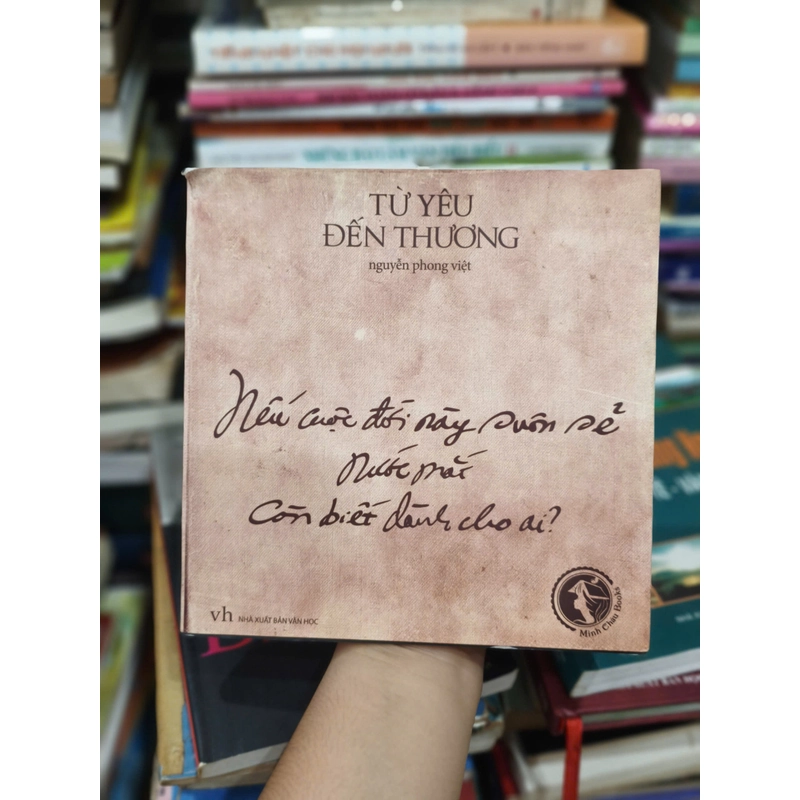 TỪ YÊU
ĐẾN THƯƠNG
nguyễn phong việt
Nếu cuộc đời này suôn sẻ
Nước mắt
Còn biết dành cho ai?
vh NHÀ XUẤT BẢN VĂN HỌC
Minh Châu Books